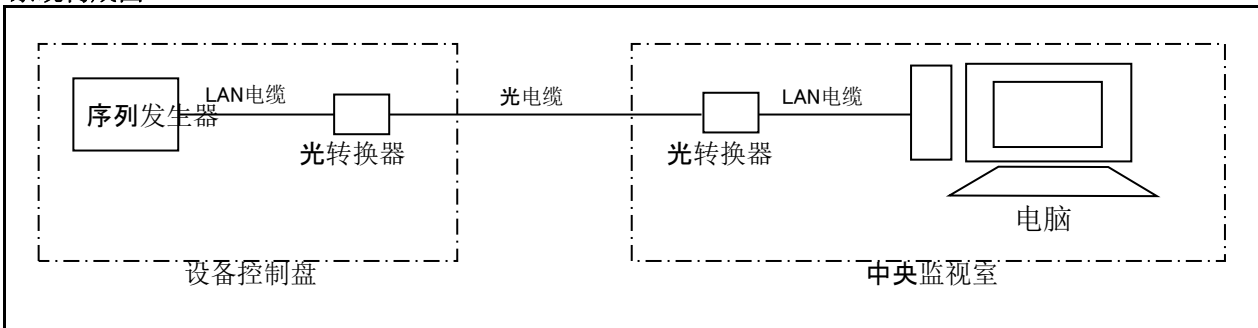 系统构成图
LAN电缆
光电缆
LAN电缆
序列发生器
光转换器
光转换器
电脑
设备控制盘
中央监视室